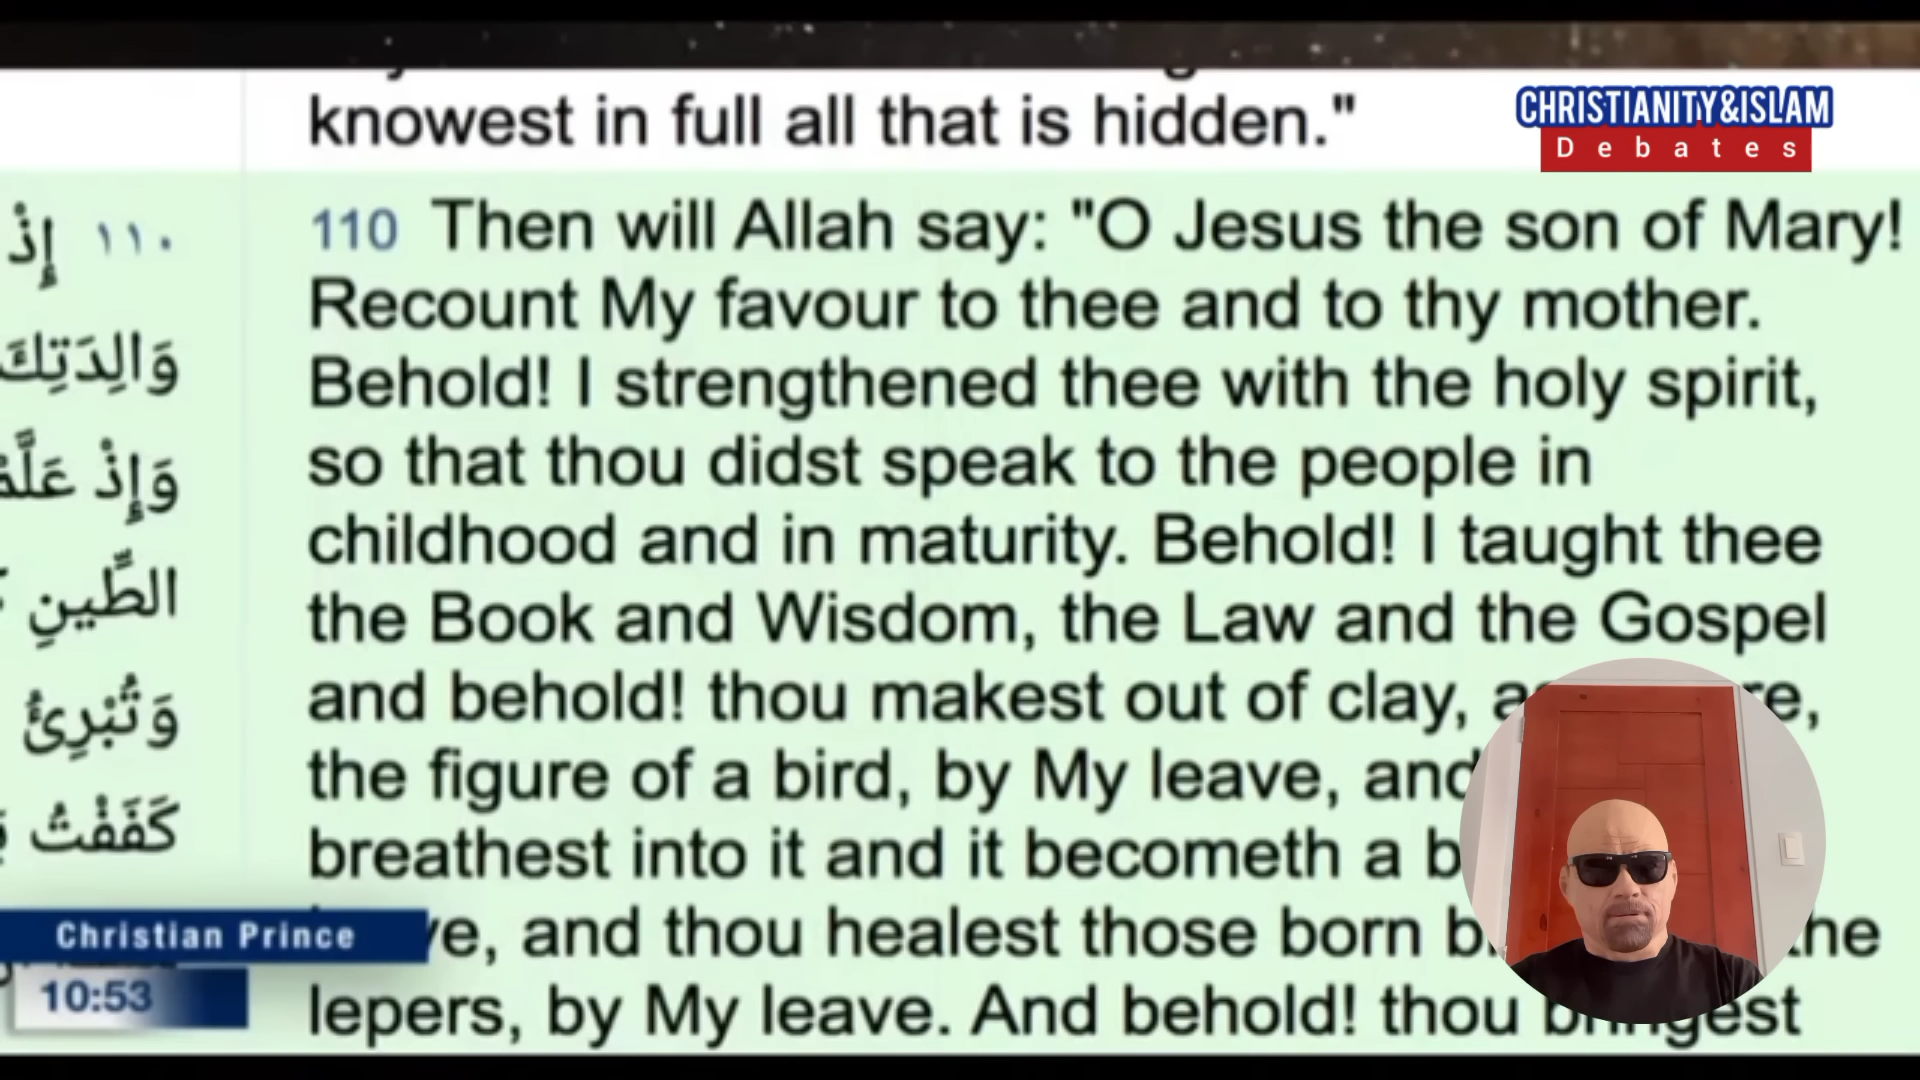 knowest in full all that is hidden."
CHRISTIANITY&ISLAM
Debates
110 Then will Allah say: "O Jesus the son of Mary!
Recount My favour to thee and to thy mother.
Behold! I strengthened thee with the holy spirit,
so that thou didst speak to the people in
childhood and in maturity. Behold! I taught thee
the Book and Wisdom, the Law and the Gospel
and behold! thou makest out of clay,
the figure of a bird, by My leave, and
breathest into it and it becometh a
and thou healest those born
lepers, by My leave. And behold! thou
١١٠ إِذْ
وَالِدَتِكَ
وَإِذْ
الطِّينِ
وَتُبْرِئُ
كَفَفْتُ
Christian Prince
10:53